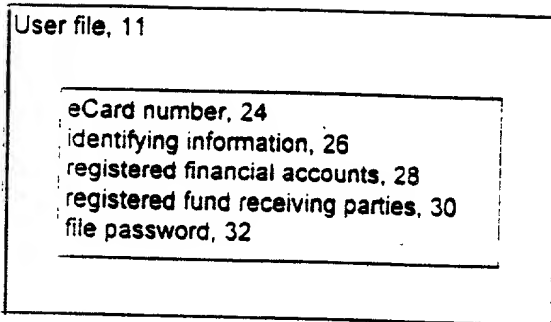 User file, 11
eCard number, 24
identifying information, 26
registered financial accounts, 28
registered fund receiving parties, 30
file password, 32